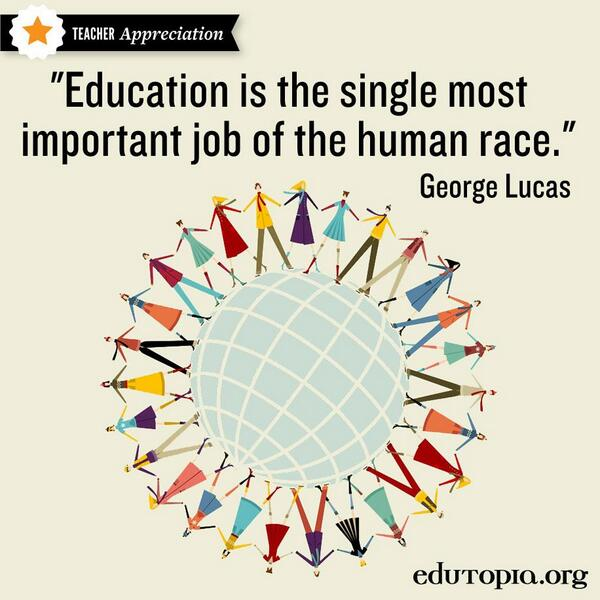 TEACHER Appreciation
"Education is the single most
important job of the human race."
George Lucas
edutopia.org